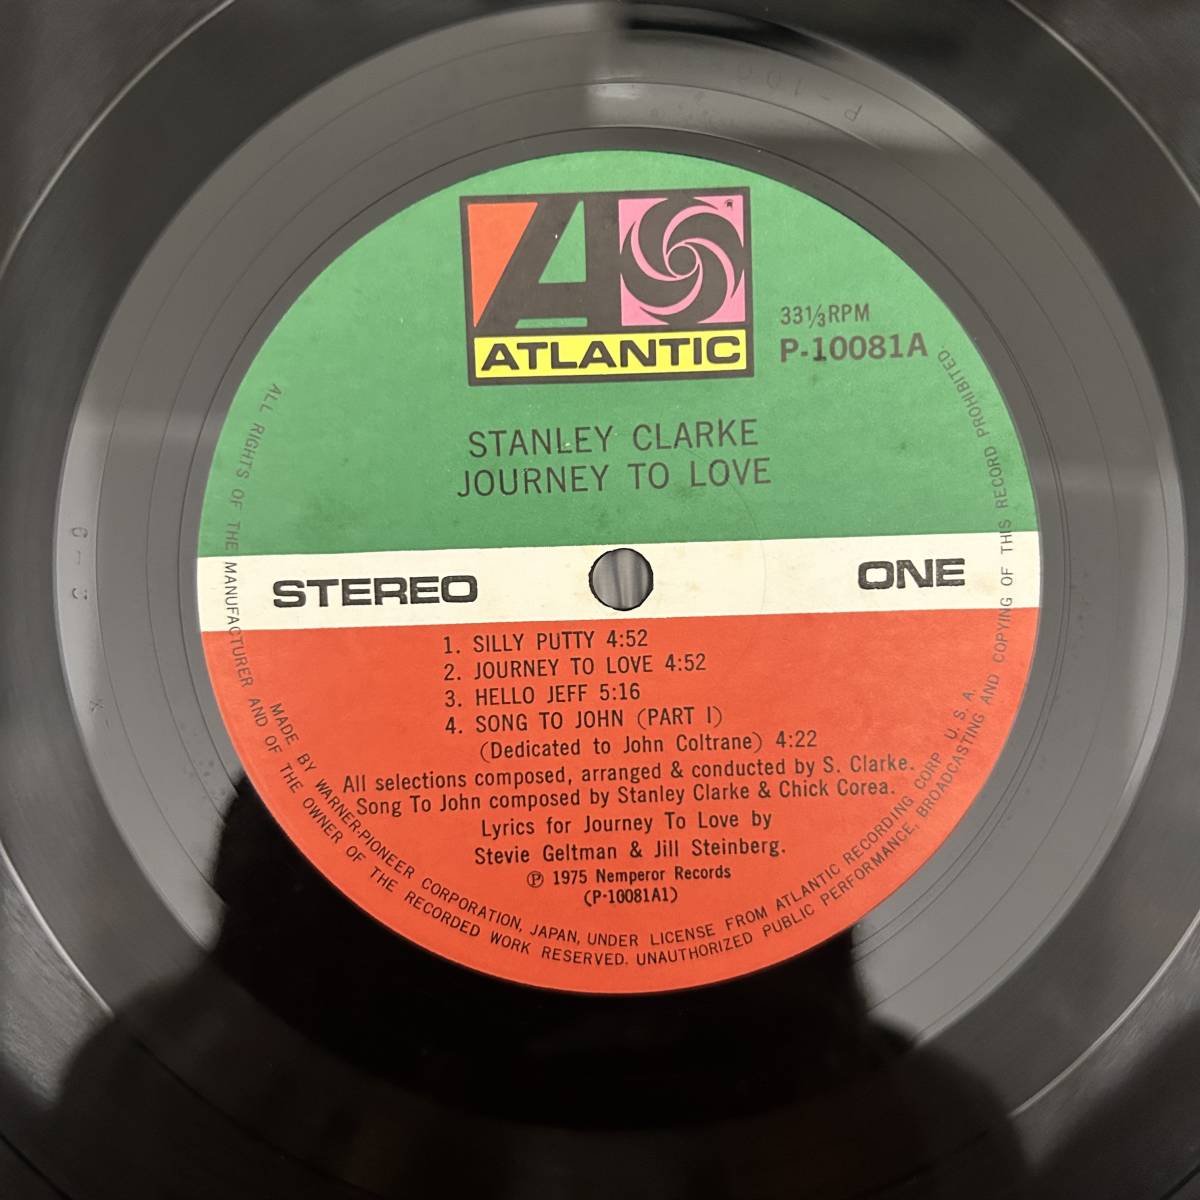 ATLANTIC
33⅓RPM
P-10081A
STANLEY CLARKE
JOURNEY TO LOVE
STEREO
ONE
1. SILLY PUTTY 4:52
2. JOURNEY TO LOVE 4:52
3. HELLO JEFF 5:16
4. SONG TO JOHN (PART I)
(Dedicated to John Coltrane) 4:22
All selections composed, arranged & conducted by S. Clarke.
Song To John composed by Stanley Clarke & Chick Corea.
Lyrics for Journey To Love by
Stevie Geltman & Jill Steinberg.
℗ 1975 Nemperor Records
(P-10081A1)
MADE BY WARNER-PIONEER CORPORATION, JAPAN, UNDER LICENSE FROM ATLANTIC RECORDING CORP. U. S. A.
ALL RIGHTS OF THE MANUFACTURER AND OF THE OWNER OF THE RECORDED WORK RESERVED. UNAUTHORIZED PUBLIC PERFORMANCE, BROADCASTING AND COPYING OF THIS RECORD PROHIBITED.